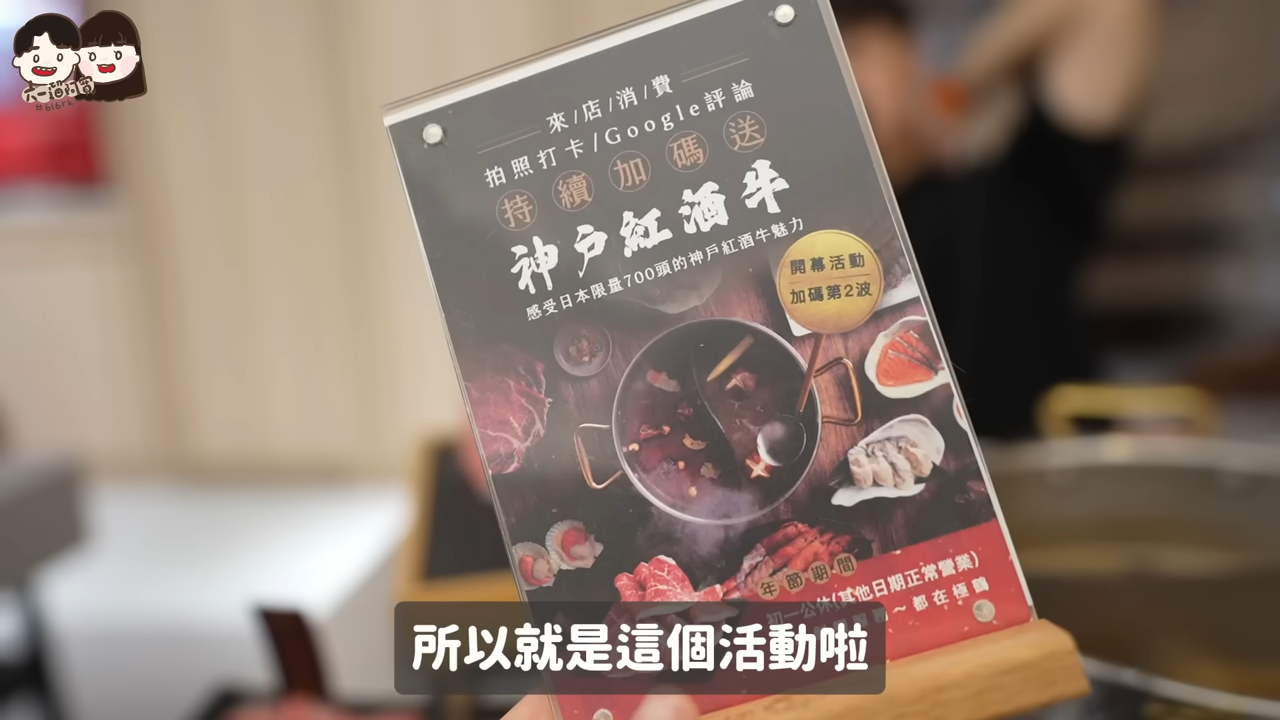 來/店/消/費
拍照打卡/Google評論
持續加碼送
神戶紅酒牛
感受日本限量700頭的神戶紅酒牛魅力
開幕活動
加碼第2波
年節期間
初一公休(其他日期正常營業)
～都在極鶴
所以就是這個活動啦